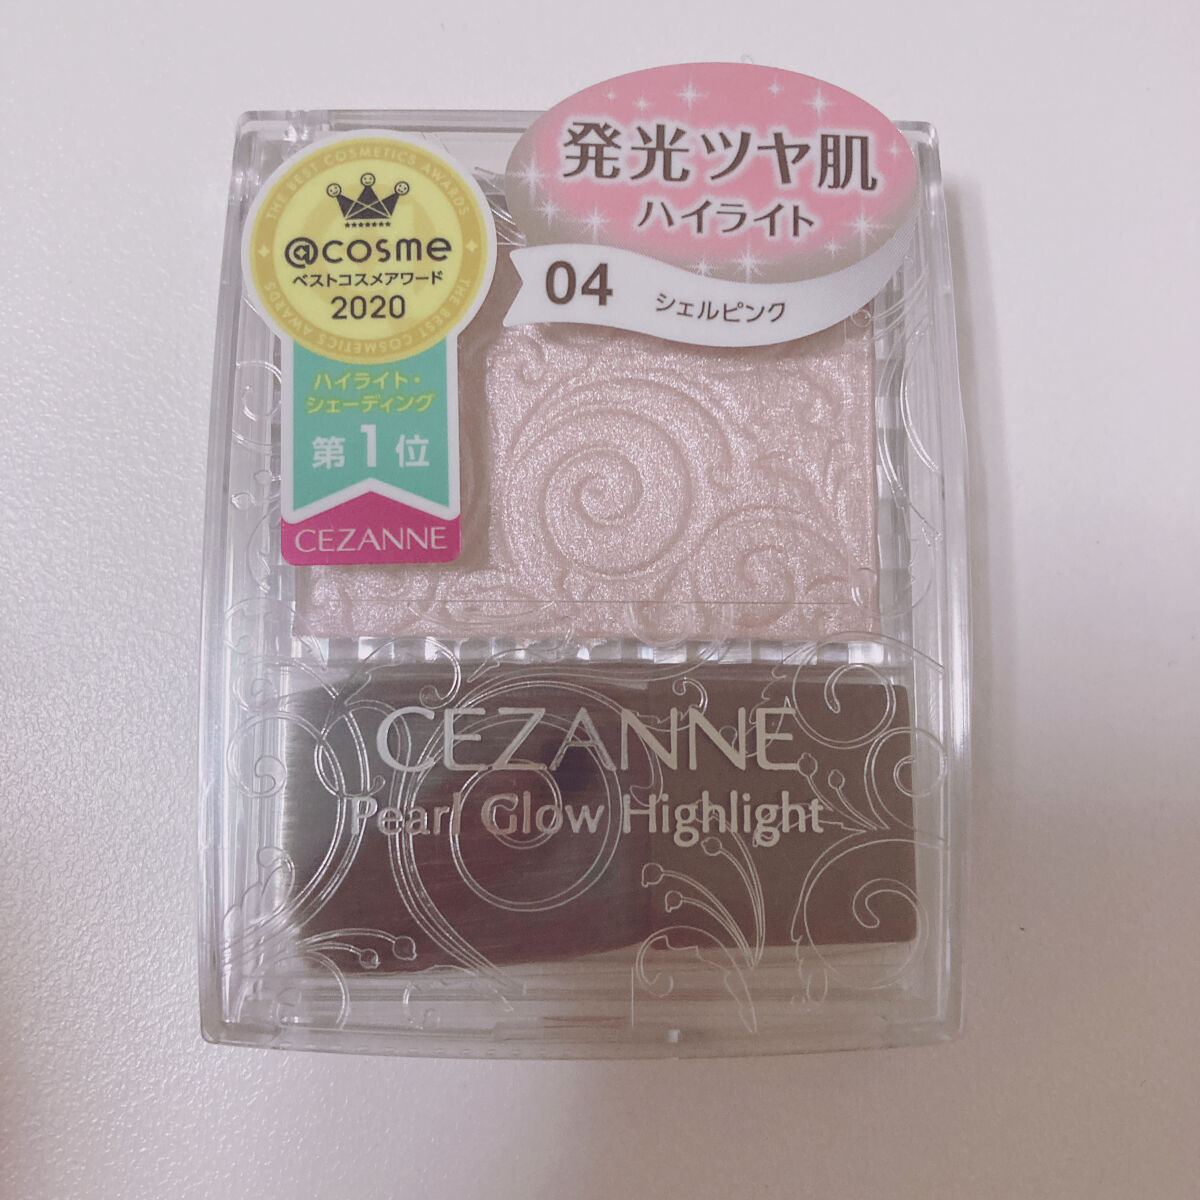 THE BEST COSMETICS AWARDS
@cosme
ベストコスメアワード
2020
THE BEST COSMETICS AWARDS
ハイライト・
シェーディング
第1位
CEZANNE
発光ツヤ肌
ハイライト
04 シェルピンク
CEZANNE
Pearl Glow Highlight